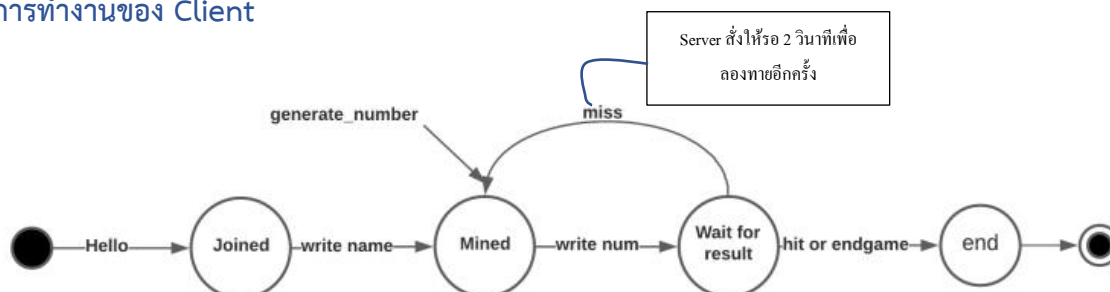 การทำงานของ Client
Server สั่งให้รอ 2 วินาทีเพื่อ
ลองทายอีกครั้ง
generate_number
miss
Hello
Joined
write name
Mined
write num
Wait for
result
hit or endgame
end